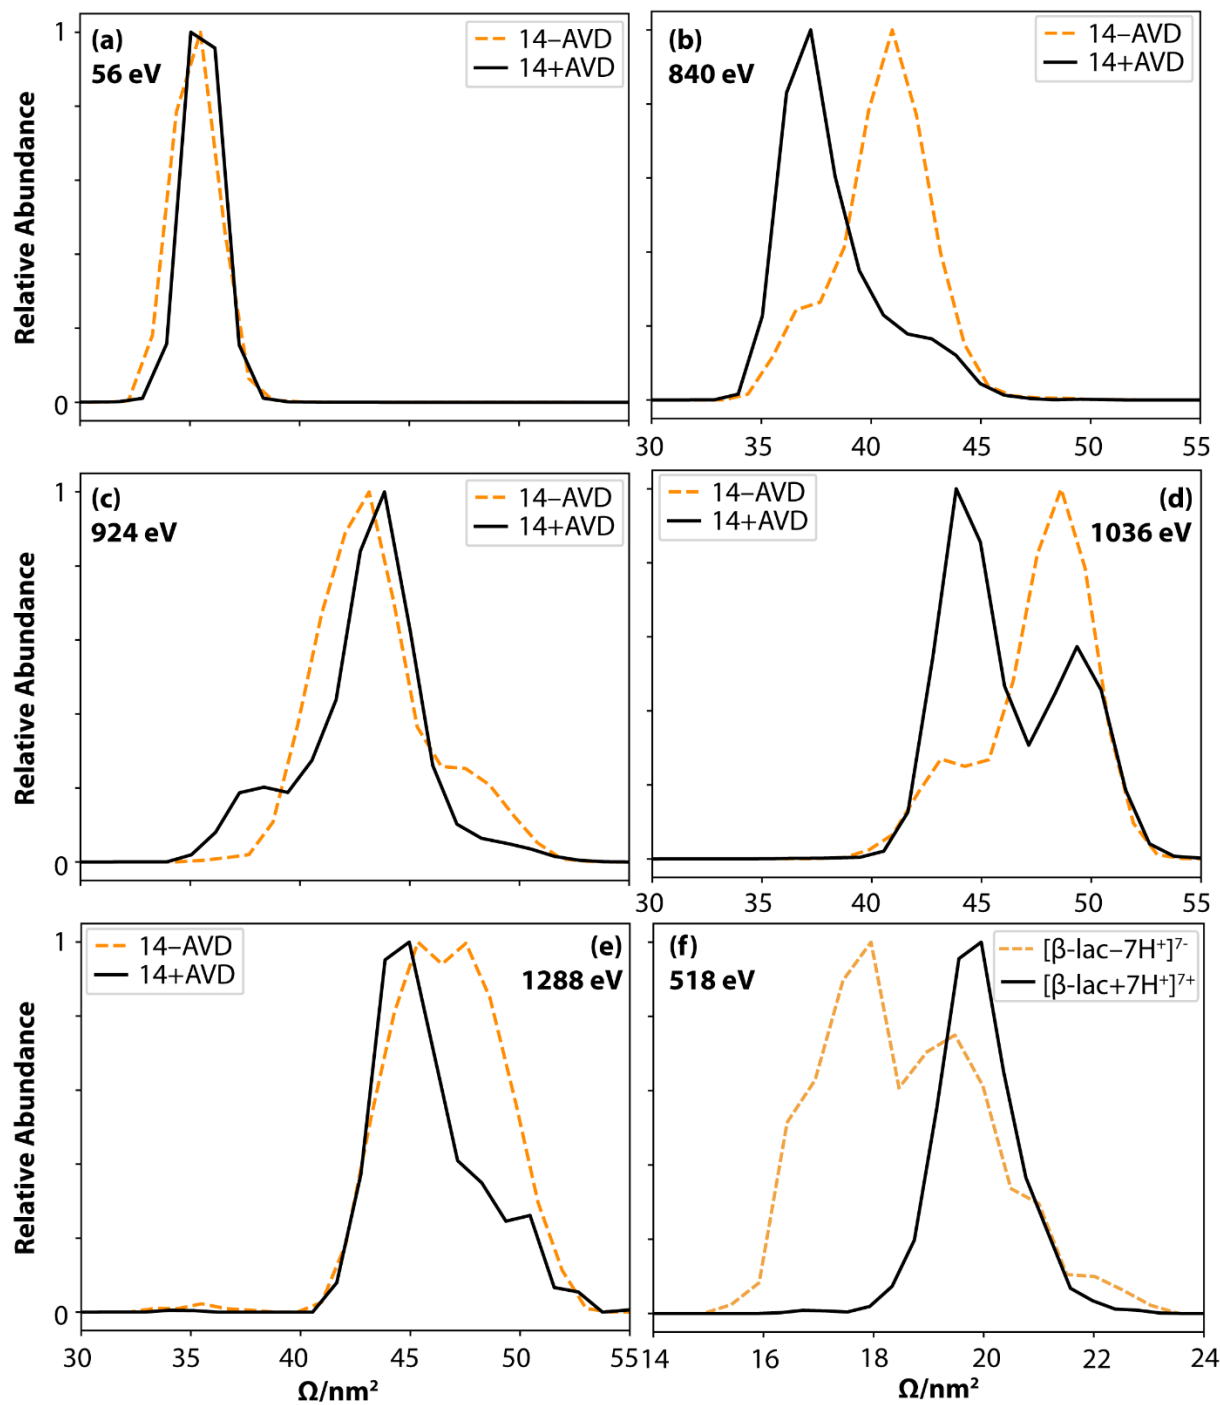 (a)
56 eV
14–AVD
14+AVD
1
0
Relative Abundance
(b)
840 eV
14–AVD
14+AVD
30 35 40 45 50 55
(c)
924 eV
14–AVD
14+AVD
1
0
Relative Abundance
14–AVD
14+AVD
(d)
1036 eV
30 35 40 45 50 55
14–AVD
14+AVD
(e)
1288 eV
1
0
Relative Abundance
30 35 40 45 50 55
Ω/nm²
(f)
518 eV
[β-lac–7H⁺]⁷⁻
[β-lac+7H⁺]⁷⁺
14 16 18 20 22 24
Ω/nm²